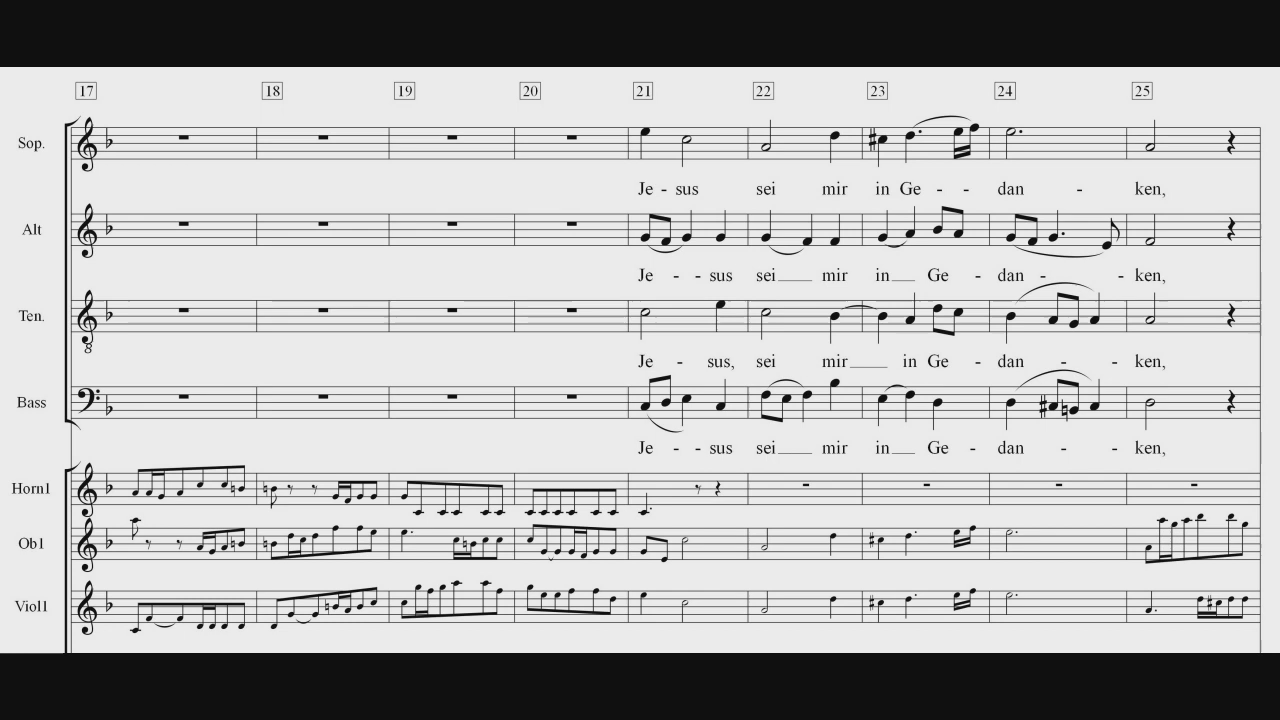 17 18 19 20 21 22 23 24 25
Sop.
Je - sus sei mir in Ge - - dan - ken,
Alt
Je - - sus sei mir in Ge - dan - - ken,
Ten.
8
Je - sus, sei mir in Ge - dan - - ken,
Bass
Je - - sus sei mir in Ge - dan - - ken,
Horn1
Ob1
Viol1